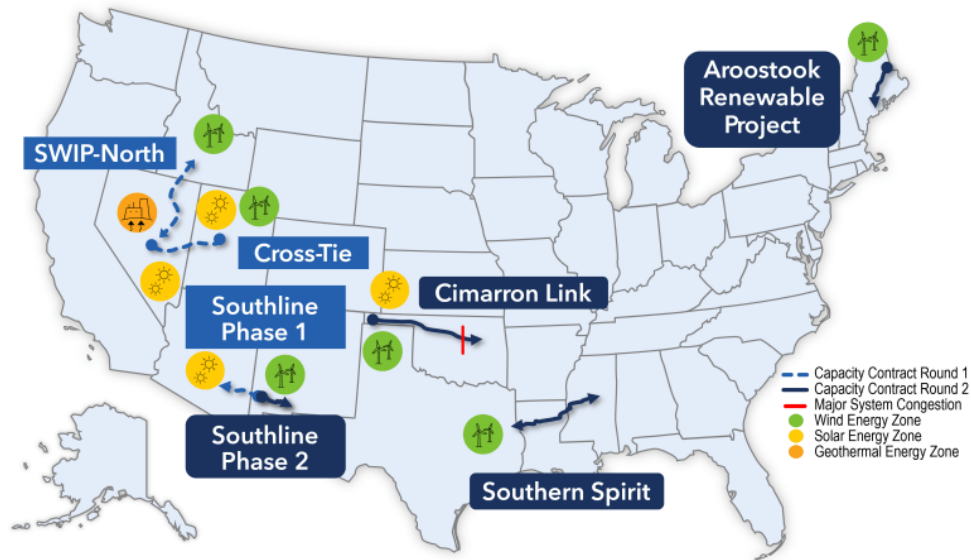 Aroostook
Renewable
Project
SWIP-North
Cross-Tie
Cimarron Link
Southline
Phase 1
Southline
Phase 2
Southern Spirit
Capacity Contract Round 1
Capacity Contract Round 2
Major System Congestion
Wind Energy Zone
Solar Energy Zone
Geothermal Energy Zone